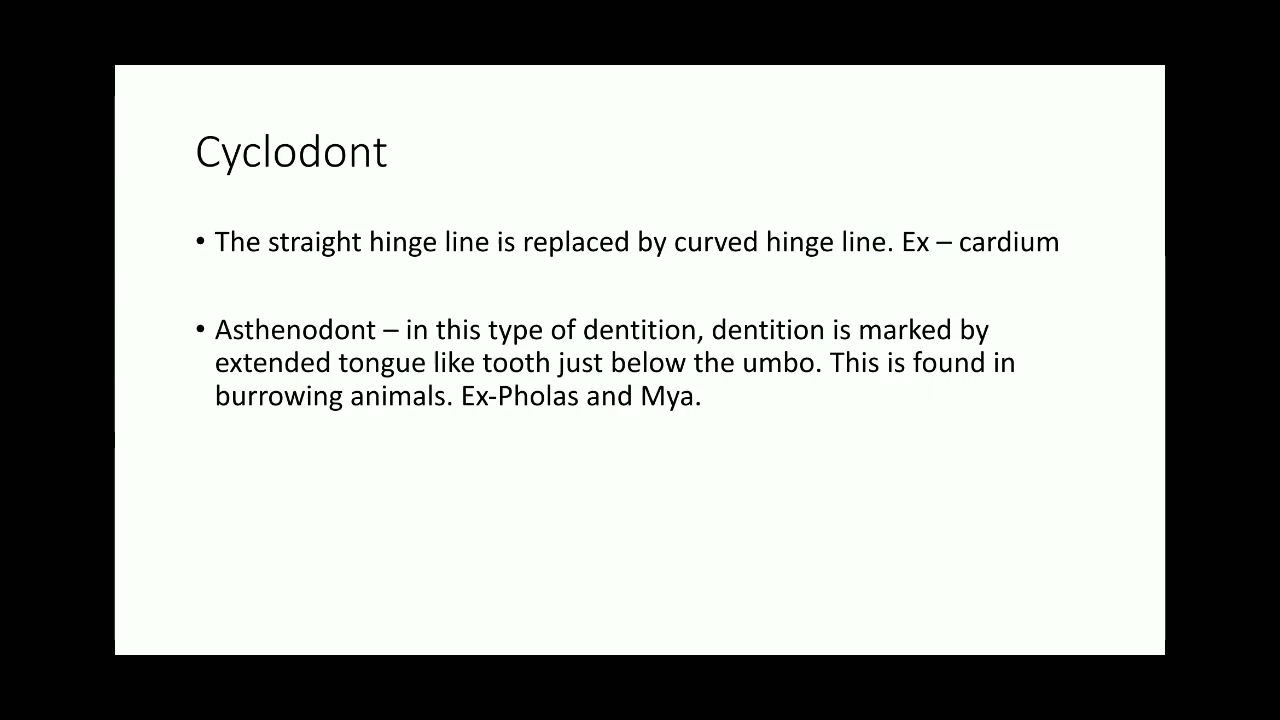 Cyclodont
• The straight hinge line is replaced by curved hinge line. Ex – cardium
• Asthenodont – in this type of dentition, dentition is marked by
extended tongue like tooth just below the umbo. This is found in
burrowing animals. Ex-Pholas and Mya.